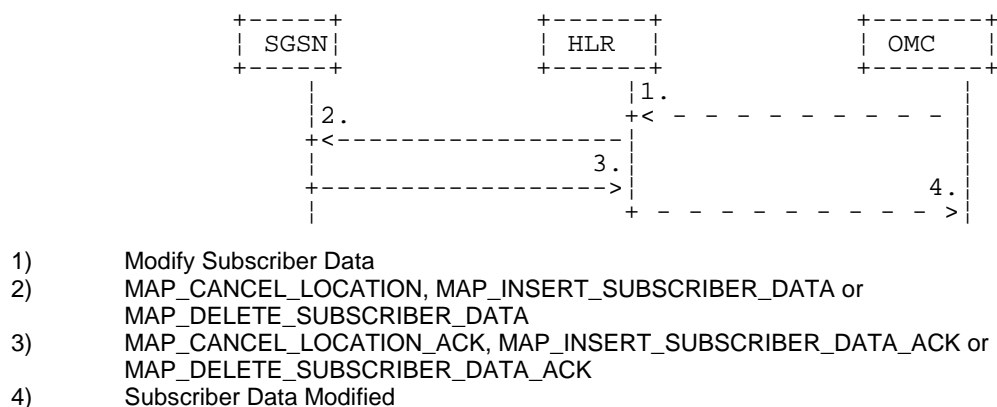 SGSN HLR OMC
1.
2.
3.
4.
1) Modify Subscriber Data
2) MAP_CANCEL_LOCATION, MAP_INSERT_SUBSCRIBER_DATA or
MAP_DELETE_SUBSCRIBER_DATA
3) MAP_CANCEL_LOCATION_ACK, MAP_INSERT_SUBSCRIBER_DATA_ACK or
MAP_DELETE_SUBSCRIBER_DATA_ACK
4) Subscriber Data Modified